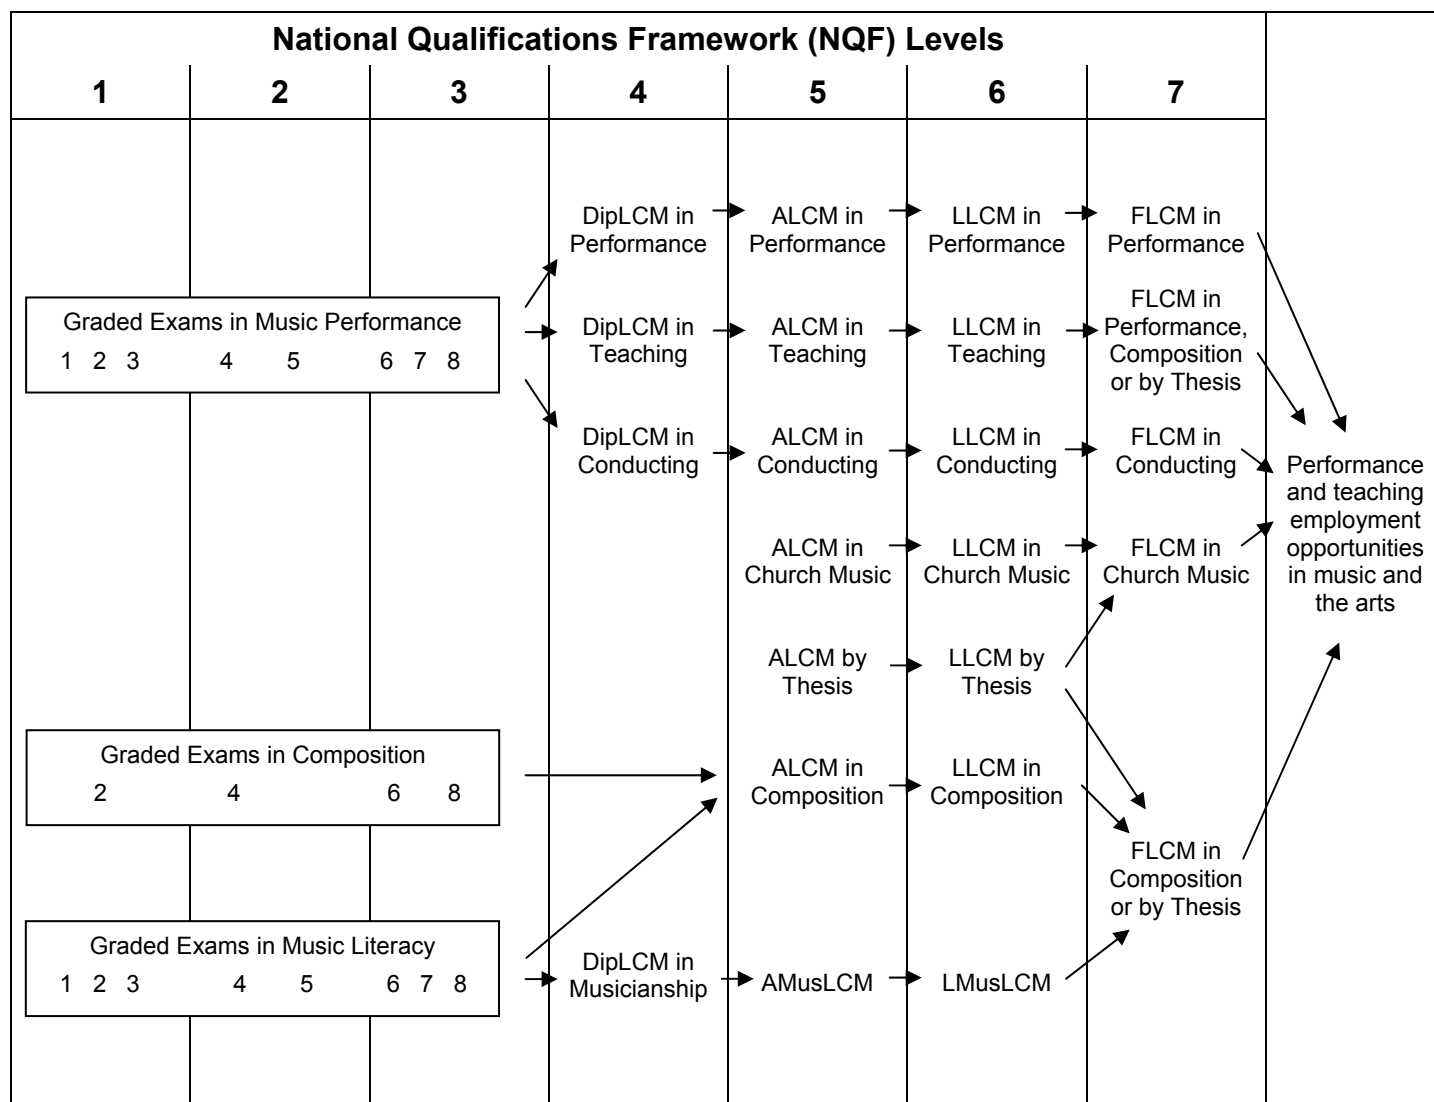 National Qualifications Framework (NQF) Levels
1 2 3 4 5 6 7
DipLCM in
Performance
ALCM in
Performance
LLCM in
Performance
FLCM in
Performance
Graded Exams in Music Performance
1 2 3 4 5 6 7 8
DipLCM in
Teaching
ALCM in
Teaching
LLCM in
Teaching
FLCM in
Performance,
Composition
or by Thesis
DipLCM in
Conducting
ALCM in
Conducting
LLCM in
Conducting
FLCM in
Conducting
Performance
and teaching
employment
opportunities
in music and
the arts
ALCM in
Church Music
LLCM in
Church Music
FLCM in
Church Music
ALCM by
Thesis
LLCM by
Thesis
Graded Exams in Composition
2 4 6 8
ALCM in
Composition
LLCM in
Composition
FLCM in
Composition
or by Thesis
Graded Exams in Music Literacy
1 2 3 4 5 6 7 8
DipLCM in
Musicianship
AMusLCM
LMusLCM